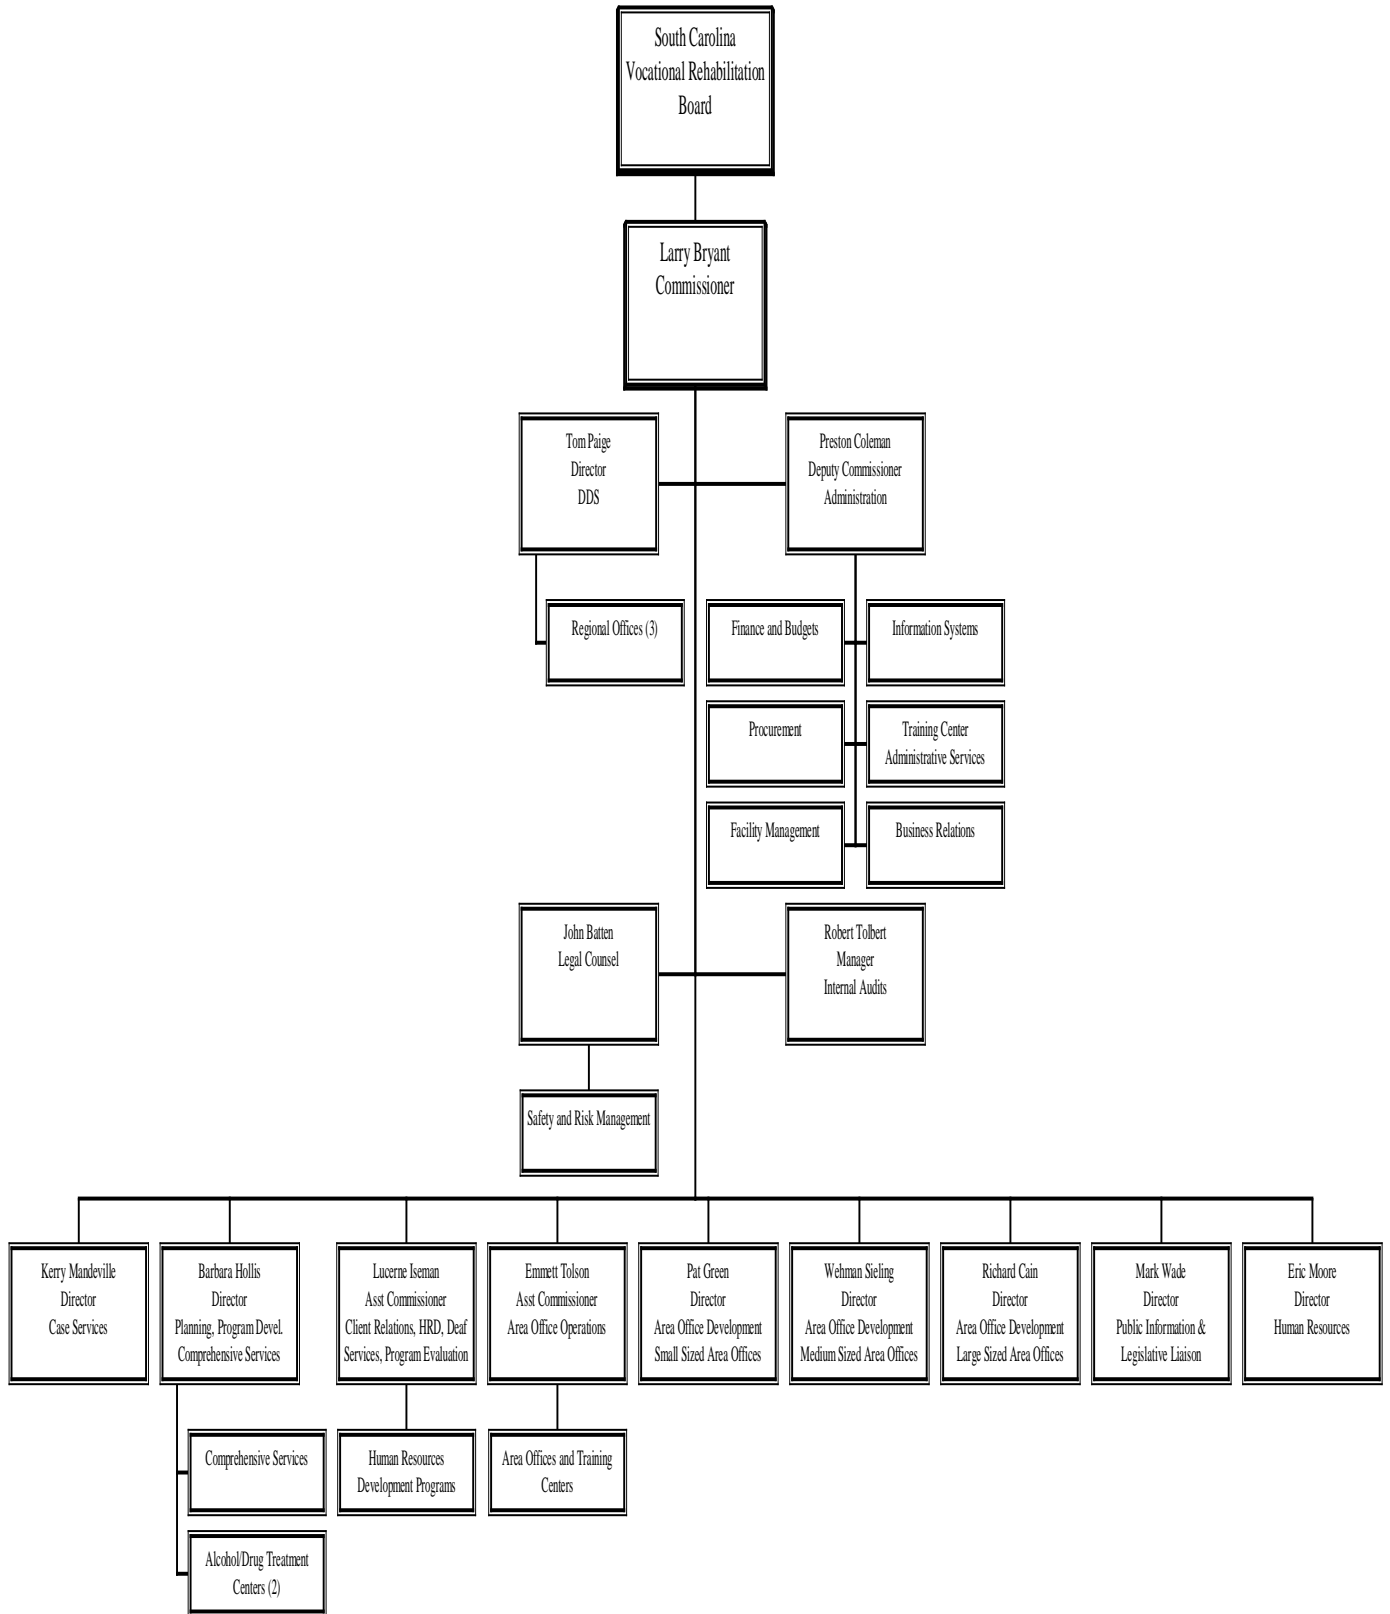 South Carolina
Vocational Rehabilitation
Board
Larry Bryant
Commissioner
Tom Paige
Director
DDS
Preston Coleman
Deputy Commissioner
Administration
Regional Offices (3)
Finance and Budgets
Information Systems
Procurement
Training Center
Administrative Services
Facility Management
Business Relations
John Batten
Legal Counsel
Robert Tolbert
Manager
Internal Audits
Safety and Risk Management
Kerry Mandeville
Director
Case Services
Barbara Hollis
Director
Planning, Program Devel.
Comprehensive Services
Lucerne Iseman
Asst Commissioner
Client Relations, HRD, Deaf
Services, Program Evaluation
Emmett Tolson
Asst Commissioner
Area Office Operations
Pat Green
Director
Area Office Development
Small Sized Area Offices
Wehman Sieling
Director
Area Office Development
Medium Sized Area Offices
Richard Cain
Director
Area Office Development
Large Sized Area Offices
Mark Wade
Director
Public Information &
Legislative Liaison
Eric Moore
Director
Human Resources
Comprehensive Services
Human Resources
Development Programs
Area Offices and Training
Centers
Alcohol/Drug Treatment
Centers (2)